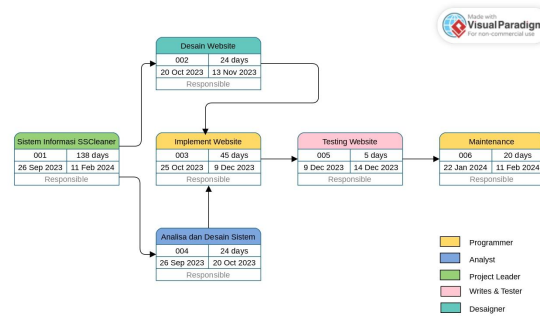 Made with
Visual Paradigm
For non-commercial use
Desain Website
002 24 days
20 Oct 2023 13 Nov 2023
Responsible
Sistem Informasi SSCleaner
001 138 days
26 Sep 2023 11 Feb 2024
Responsible
Implement Website
003 45 days
25 Oct 2023 9 Dec 2023
Responsible
Testing Website
005 5 days
9 Dec 2023 14 Dec 2023
Responsible
Maintenance
006 20 days
22 Jan 2024 11 Feb 2024
Responsible
Analisa dan Desain Sistem
004 24 days
26 Sep 2023 20 Oct 2023
Responsible
Programmer
Analyst
Project Leader
Writes & Tester
Desaigner